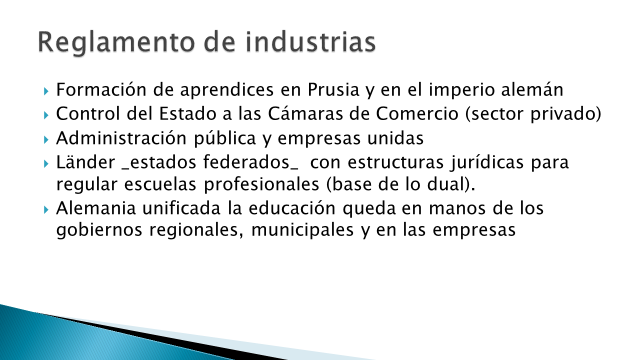 Reglamento de industrias
Formación de aprendices en Prusia y en el imperio alemán
Control del Estado a las Cámaras de Comercio (sector privado)
Administración pública y empresas unidas
Länder _estados federados_ con estructuras jurídicas para
regular escuelas profesionales (base de lo dual).
Alemania unificada la educación queda en manos de los
gobiernos regionales, municipales y en las empresas